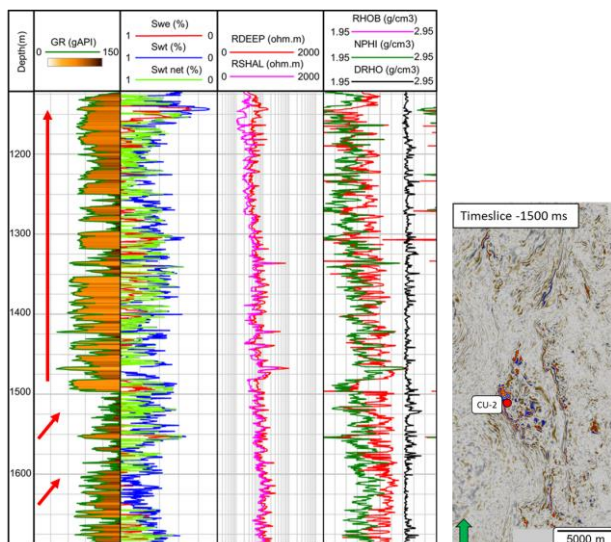 Depth(m)
GR (gAPI)
0 150
Swe (%)
1 0
Swt (%)
1 0
Swt net (%)
1 0
RDEEP (ohm.m)
0 2000
RSHAL (ohm.m)
0 2000
RHOB (g/cm3)
1.95 2.95
NPHI (g/cm3)
1.95 2.95
DRHO (g/cm3)
1.95 2.95
1200
1300
1400
1500
1600
Timeslice -1500 ms
CU-2
5000 m